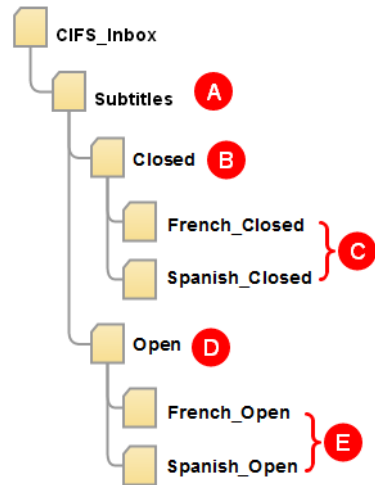 CIFS_Inbox
Subtitles A
Closed B
French_Closed
C
Spanish_Closed
Open D
French_Open
E
Spanish_Open